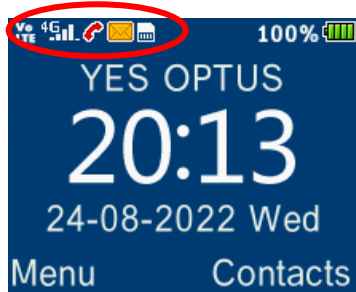 VoLTE 4G 100%
YES OPTUS
20:13
24-08-2022 Wed
Menu Contacts